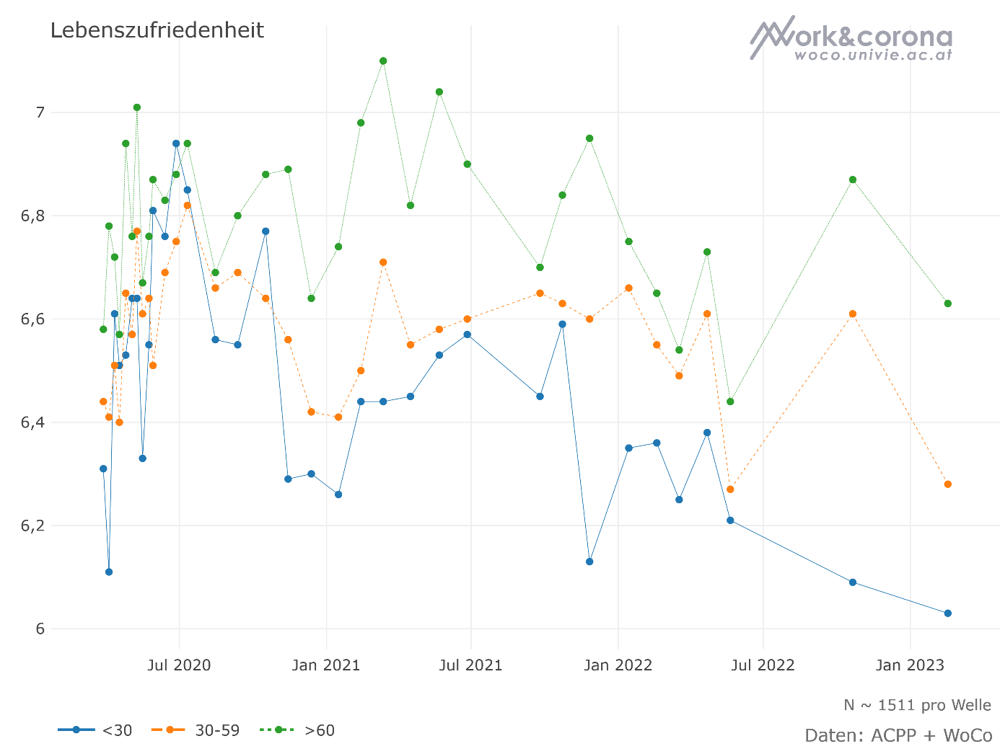 Lebenszufriedenheit
Work&corona
woco.univie.ac.at
7
6,8
6,6
6,4
6,2
6
Jul 2020
Jan 2021
Jul 2021
Jan 2022
Jul 2022
Jan 2023
N ~ 1511 pro Welle
<30
30-59
>60
Daten: ACPP + WoCo